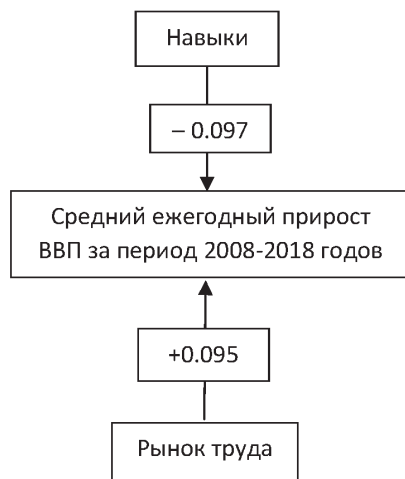 Навыки
– 0.097
Средний ежегодный прирост
ВВП за период 2008-2018 годов
+0.095
Рынок труда